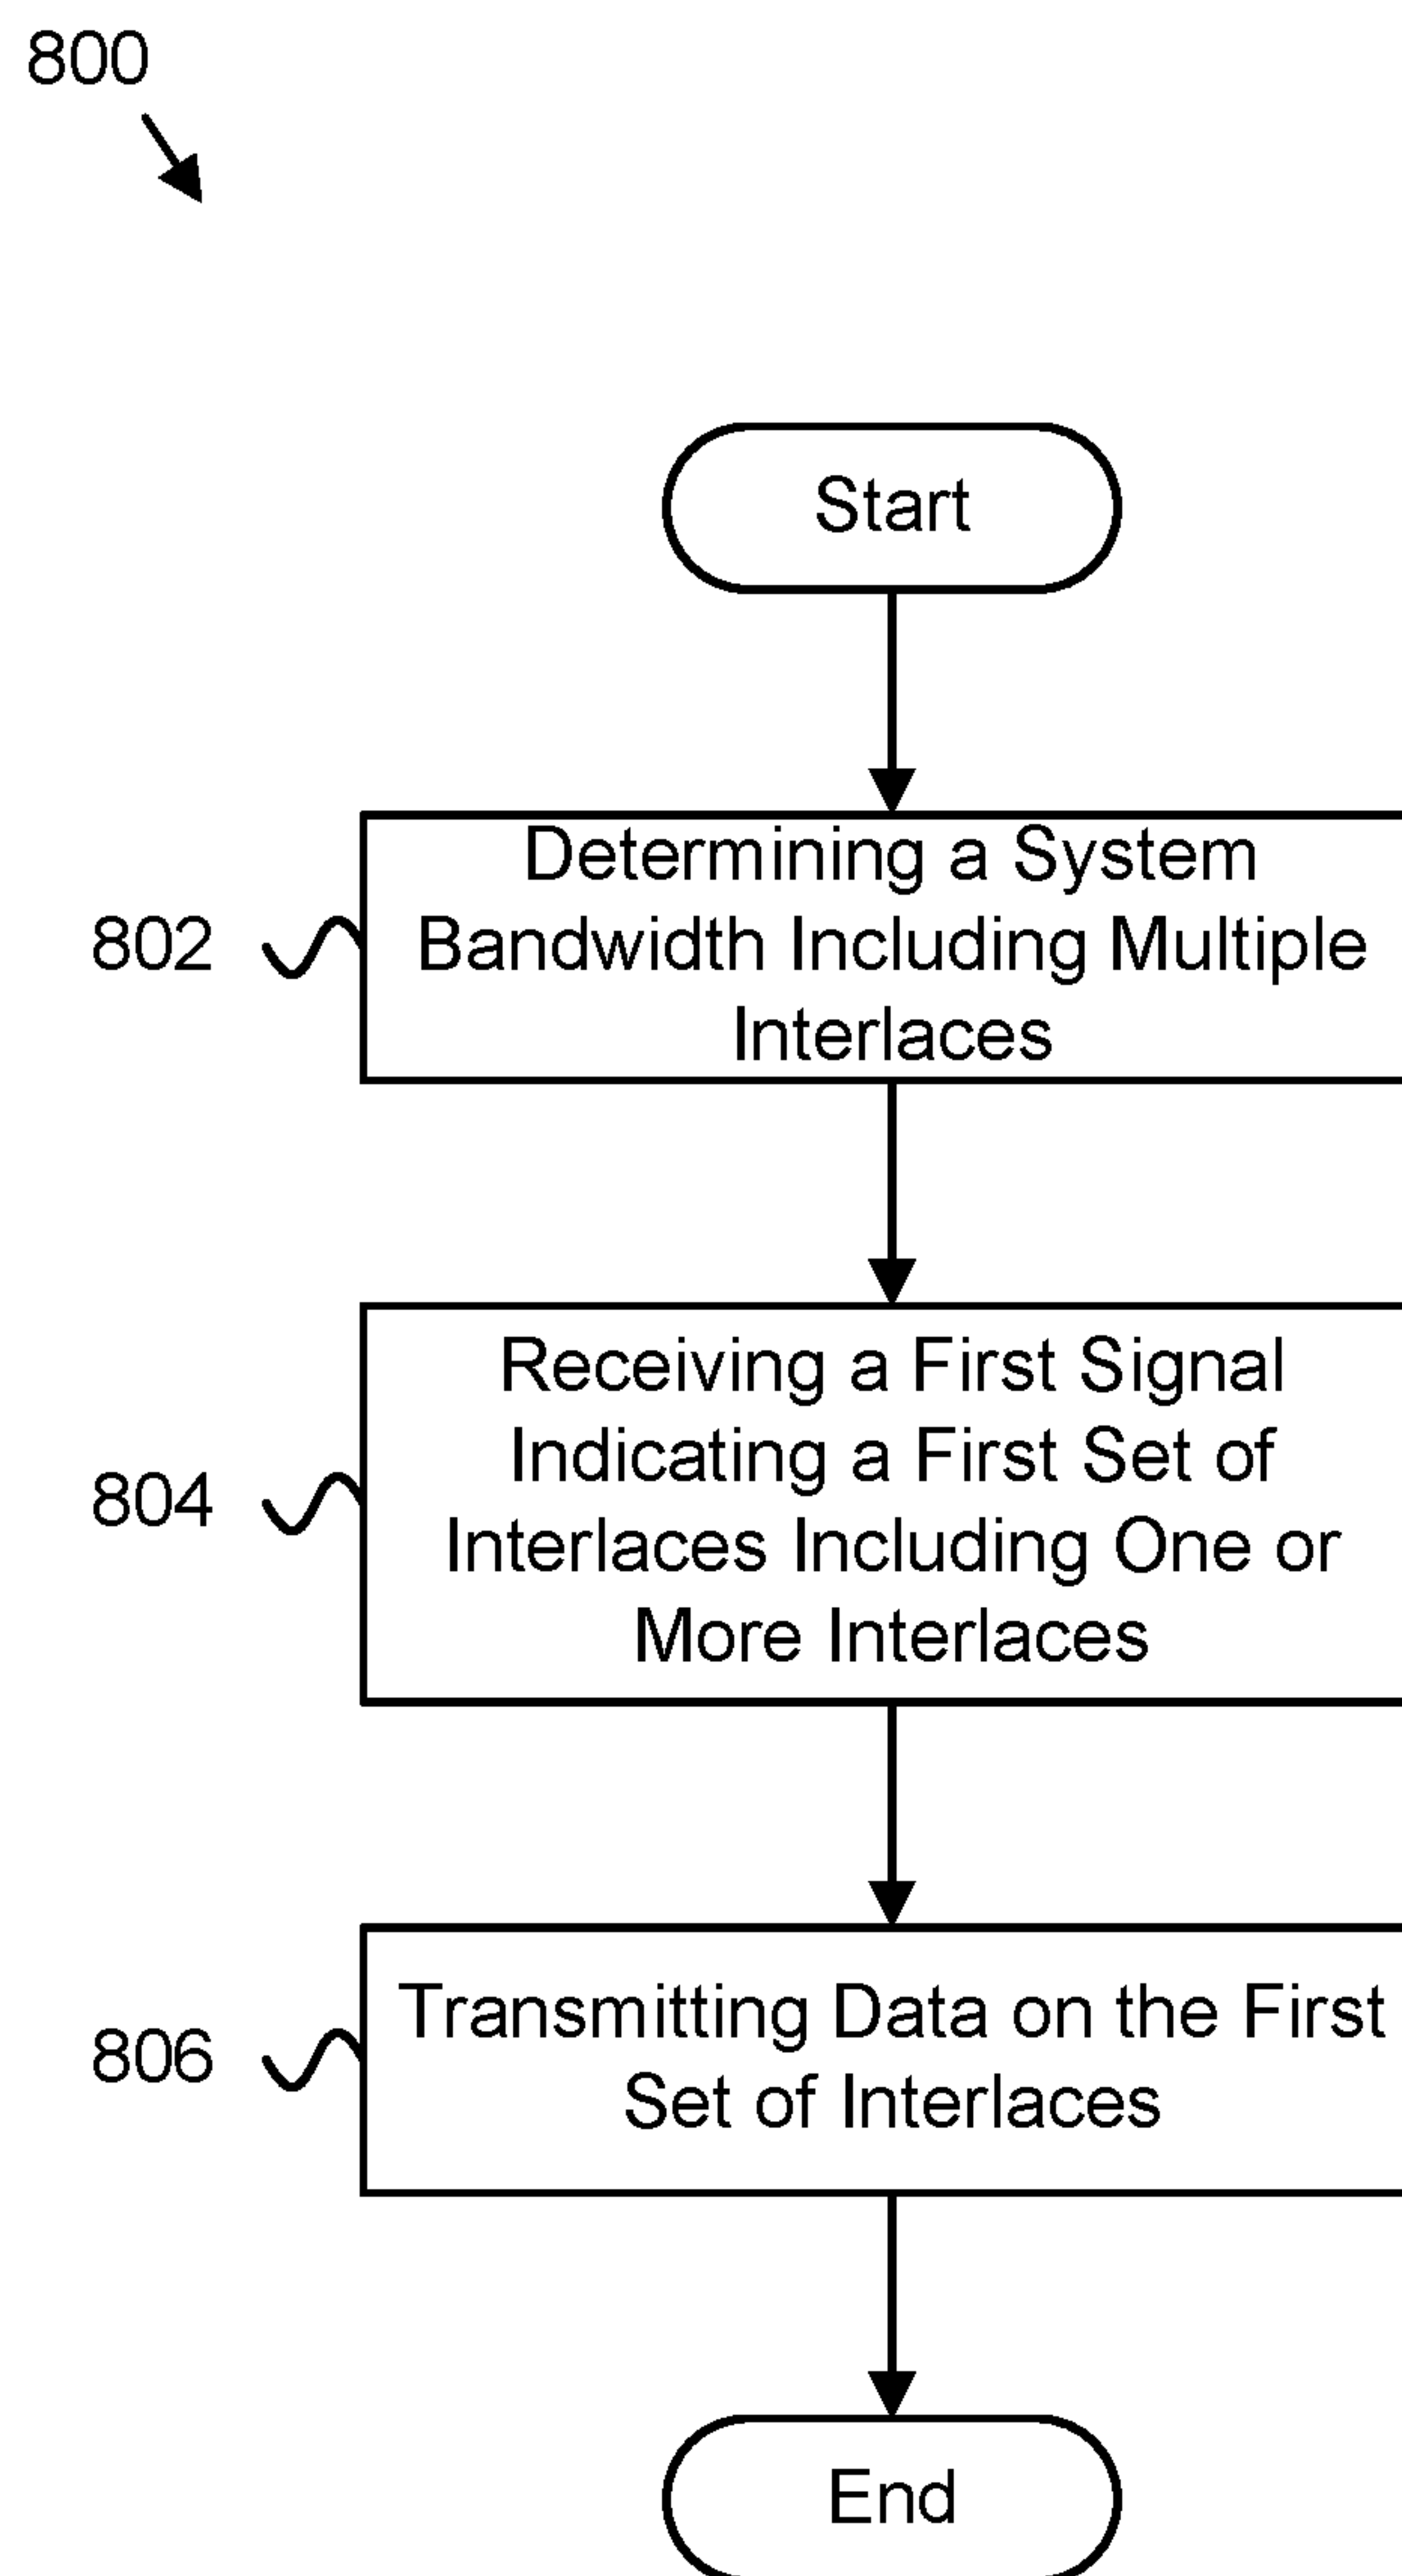 800
Start
802
Determining a System
Bandwidth Including Multiple
Interlaces
804
Receiving a First Signal
Indicating a First Set of
Interlaces Including One or
More Interlaces
806
Transmitting Data on the First
Set of Interlaces
End